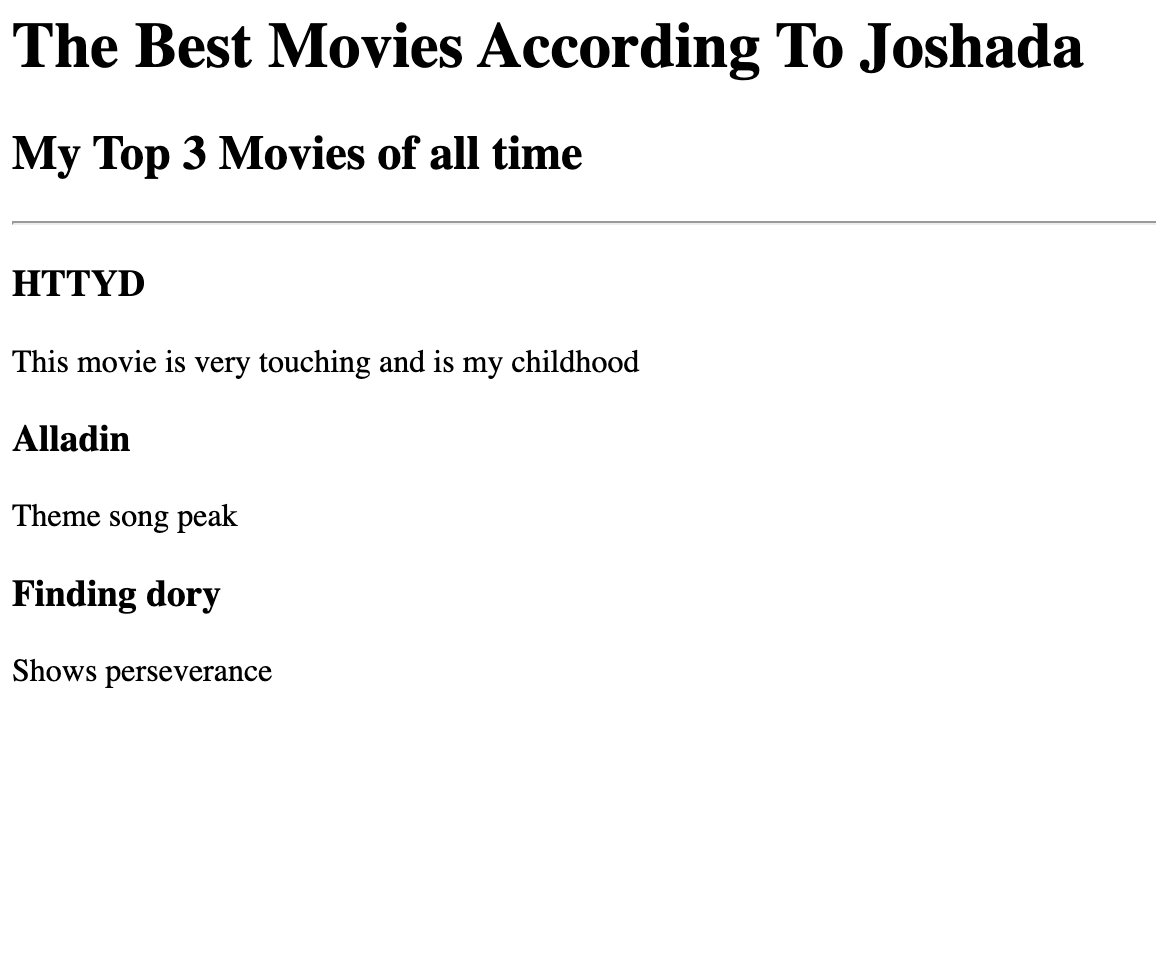 The Best Movies According To Joshada
My Top 3 Movies of all time
HTTYD
This movie is very touching and is my childhood
Alladin
Theme song peak
Finding dory
Shows perseverance